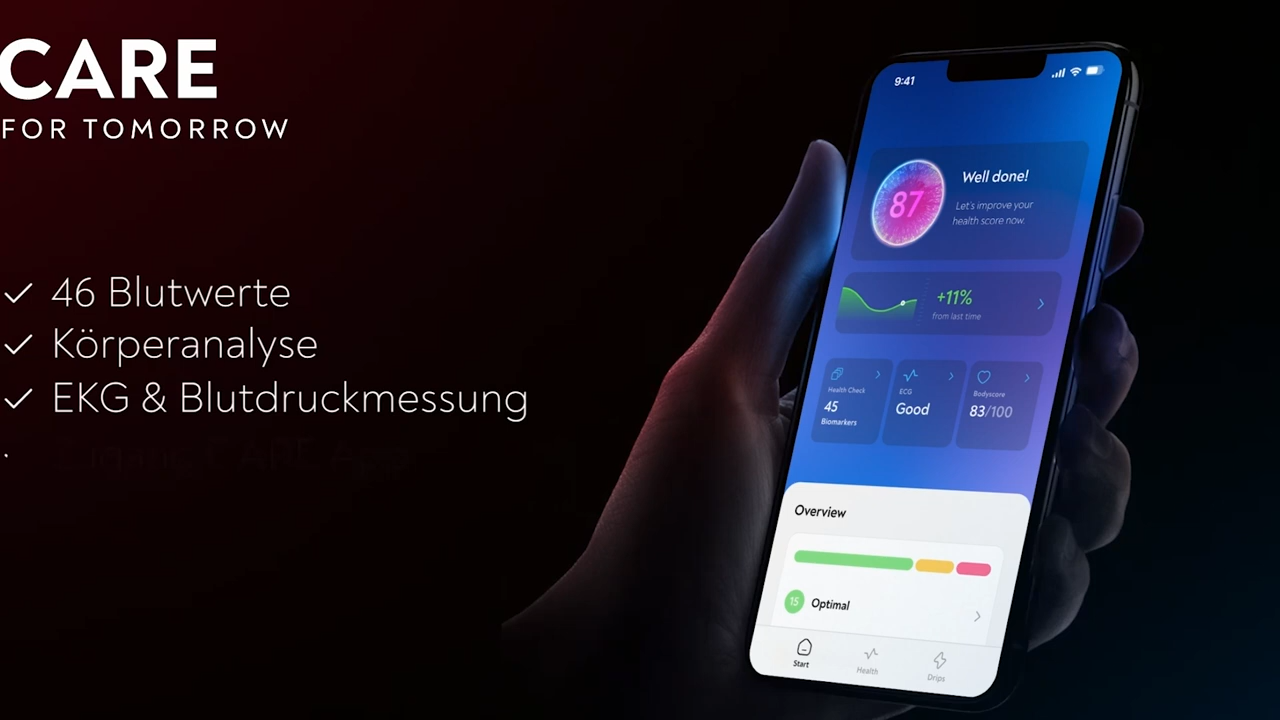 CARE
FOR TOMORROW
46 Blutwerte
Körperanalyse
EKG & Blutdruckmessung
9:41
87
Well done!
Let's improve your
health score now.
+11%
from last time
Health Check
45
Biomarkers
ECG
Good
Bodyscore
83/100
Overview
15
Optimal
Start
Health
Drips